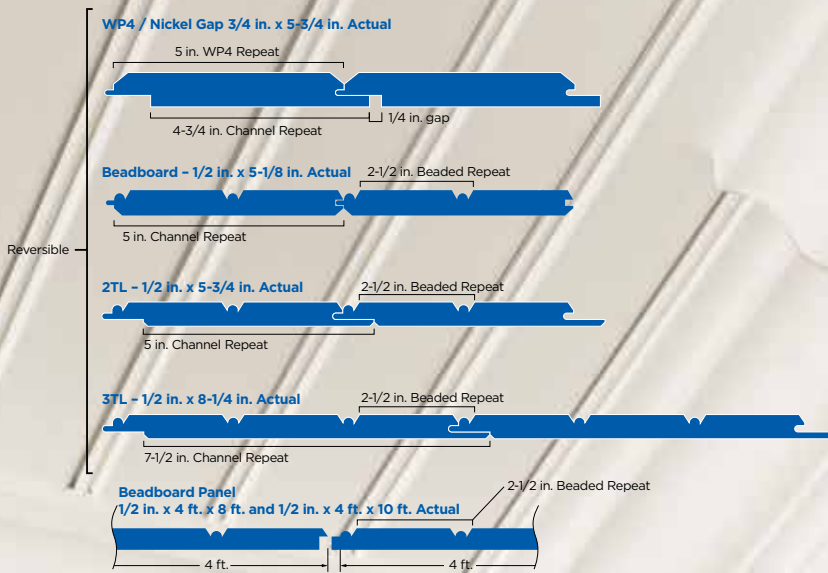 WP4 / Nickel Gap 3/4 in. x 5-3/4 in. Actual
5 in. WP4 Repeat
4-3/4 in. Channel Repeat
1/4 in. gap
Beadboard – 1/2 in. x 5-1/8 in. Actual
2-1/2 in. Beaded Repeat
5 in. Channel Repeat
Reversible
2TL – 1/2 in. x 5-3/4 in. Actual
2-1/2 in. Beaded Repeat
5 in. Channel Repeat
3TL – 1/2 in. x 8-1/4 in. Actual
2-1/2 in. Beaded Repeat
7-1/2 in. Channel Repeat
Beadboard Panel
1/2 in. x 4 ft. x 8 ft. and 1/2 in. x 4 ft. x 10 ft. Actual
2-1/2 in. Beaded Repeat
4 ft.
4 ft.